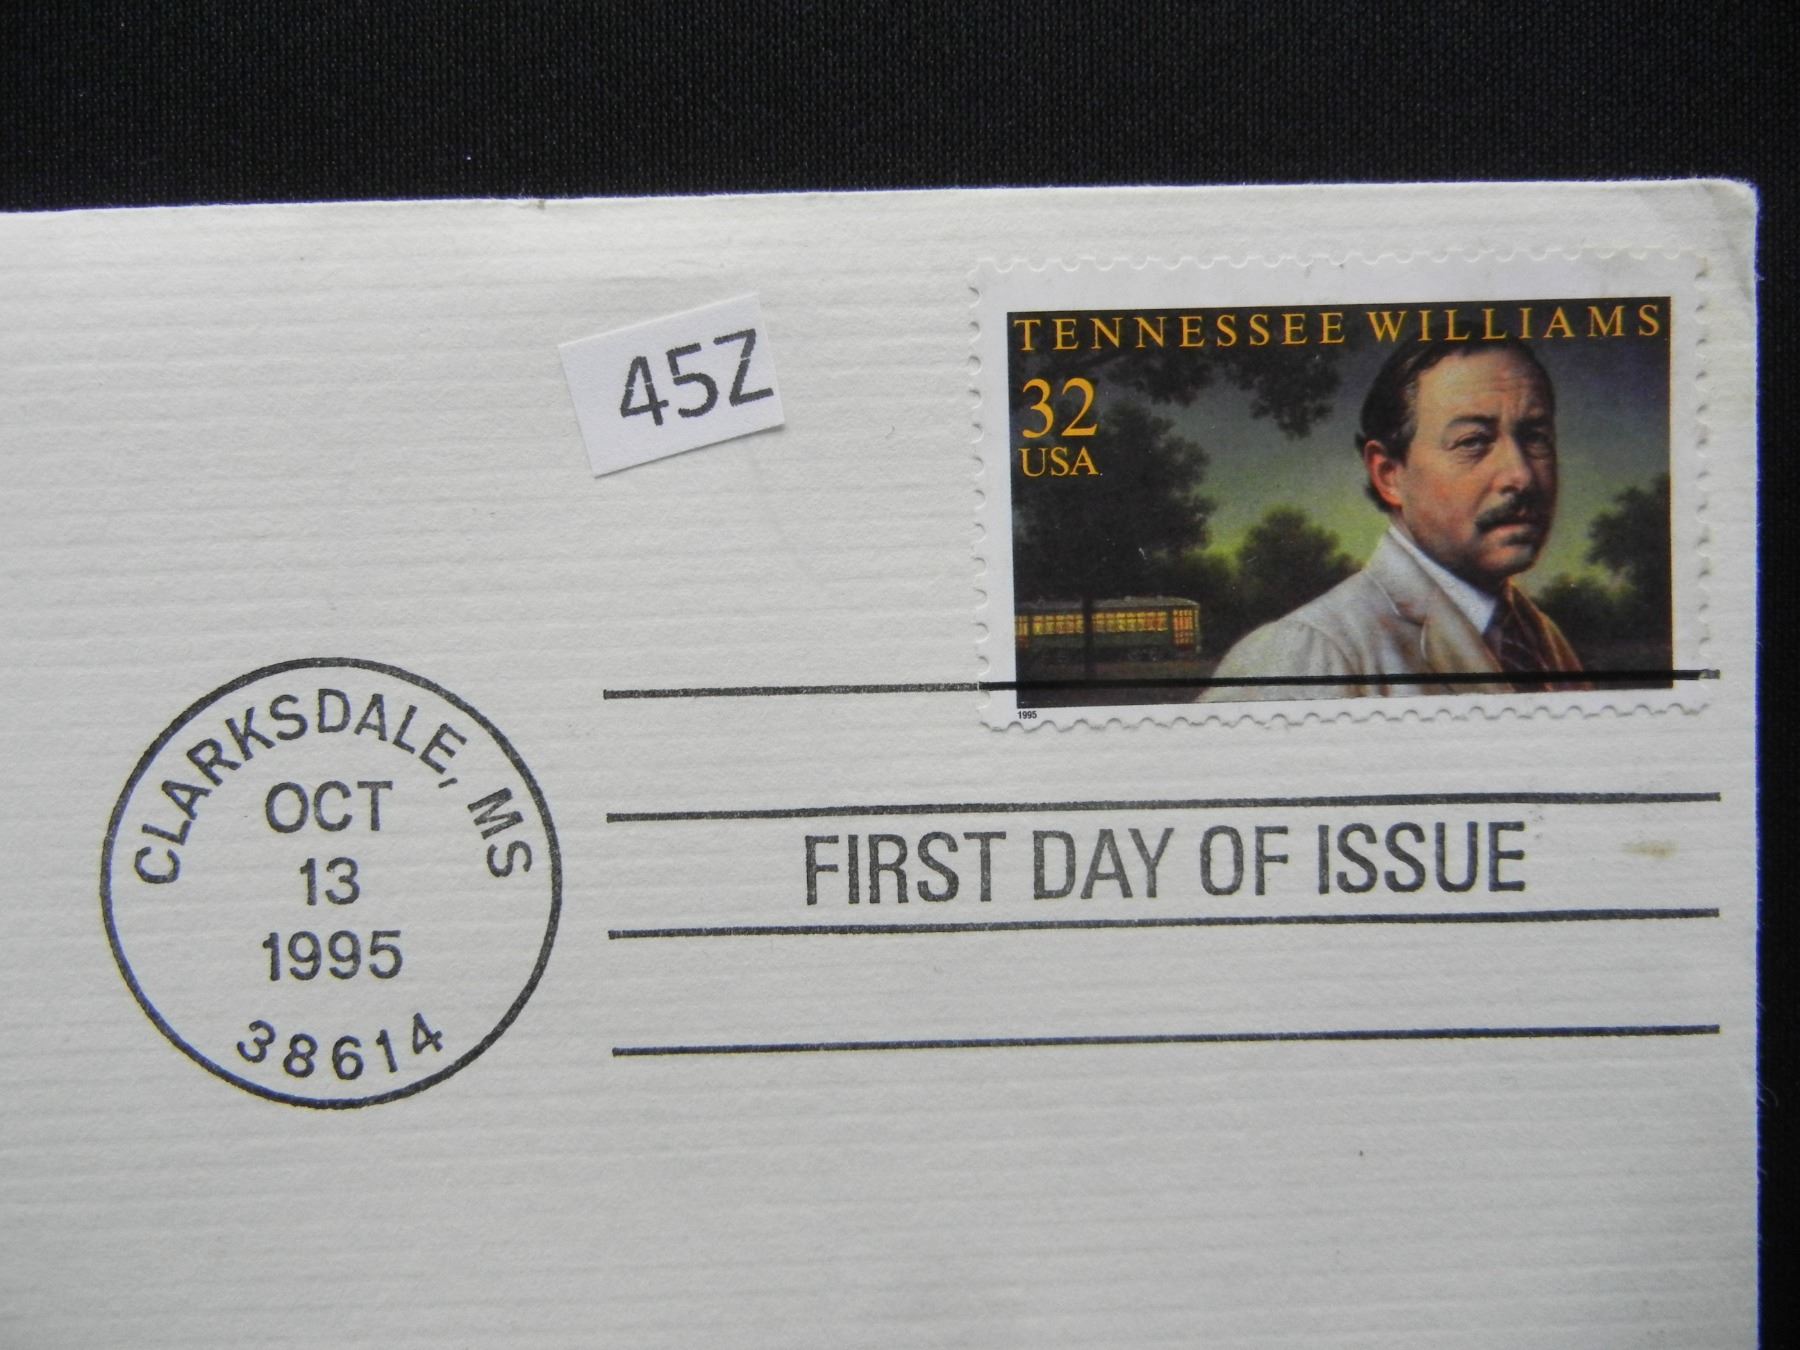 45Z
TENNESSEE WILLIAMS
32
USA
1995
CLARKSDALE, MS
OCT
13
1995
38614
FIRST DAY OF ISSUE